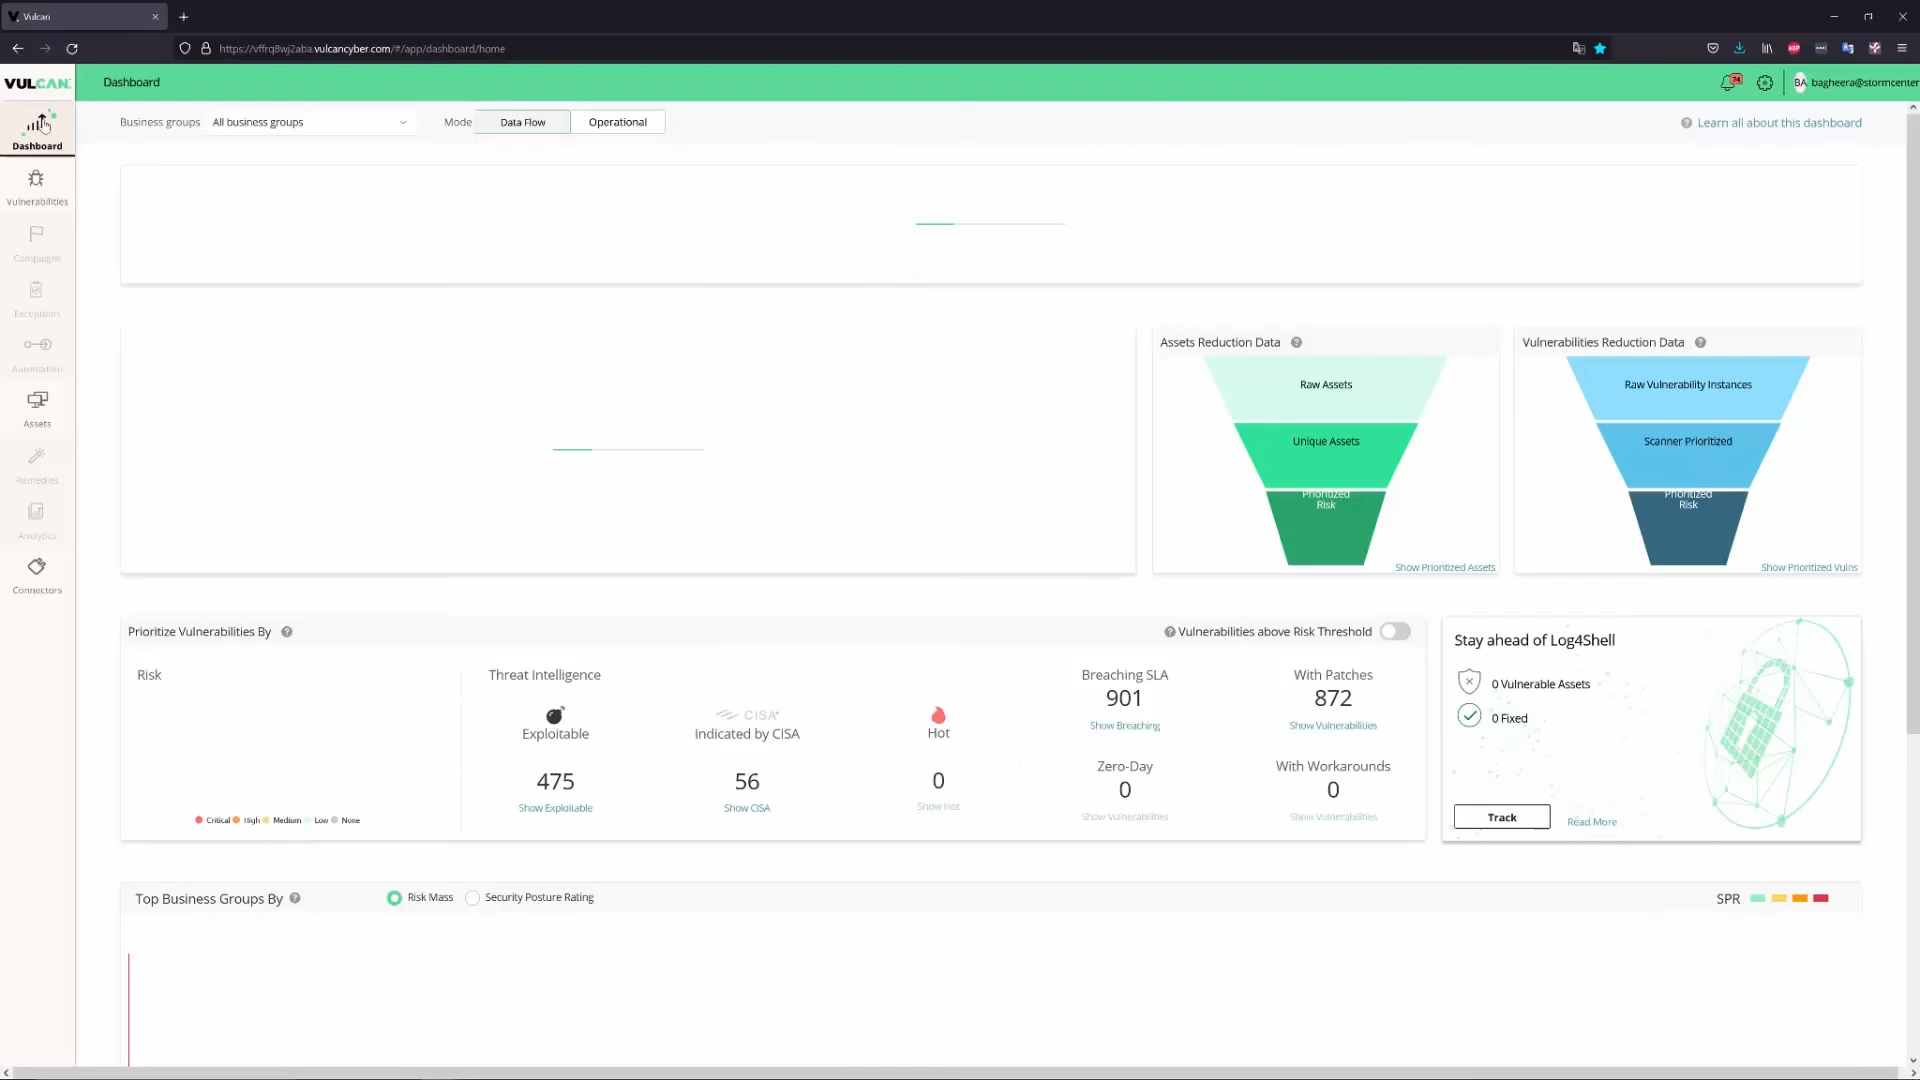 Vulcan
https://vffrq8wj2aba.vulcancyber.com/#/app/dashboard/home
ABP
VULCAN
Dashboard
74
BA bagheera@stormcenter
Dashboard
Vulnerabilities
Campaigns
Exceptions
Automation
Assets
Remedies
Analytics
Connectors
Business groups All business groups
Mode Data Flow Operational
Learn all about this dashboard
Assets Reduction Data
Raw Assets
Unique Assets
Prioritized
Risk
Show Prioritized Assets
Vulnerabilities Reduction Data
Raw Vulnerability Instances
Scanner Prioritized
Prioritized
Risk
Show Prioritized Vulns
Prioritize Vulnerabilities By
Vulnerabilities above Risk Threshold
Risk
Critical High Medium Low None
Threat Intelligence
Exploitable
475
Show Exploitable
CISA
Indicated by CISA
56
Show CISA
Hot
0
Show Hot
Breaching SLA
901
Show Breaching
With Patches
872
Show Vulnerabilities
Zero-Day
0
Show Vulnerabilities
With Workarounds
0
Show Vulnerabilities
Stay ahead of Log4Shell
0 Vulnerable Assets
0 Fixed
Track
Read More
Top Business Groups By
Risk Mass
Security Posture Rating
SPR